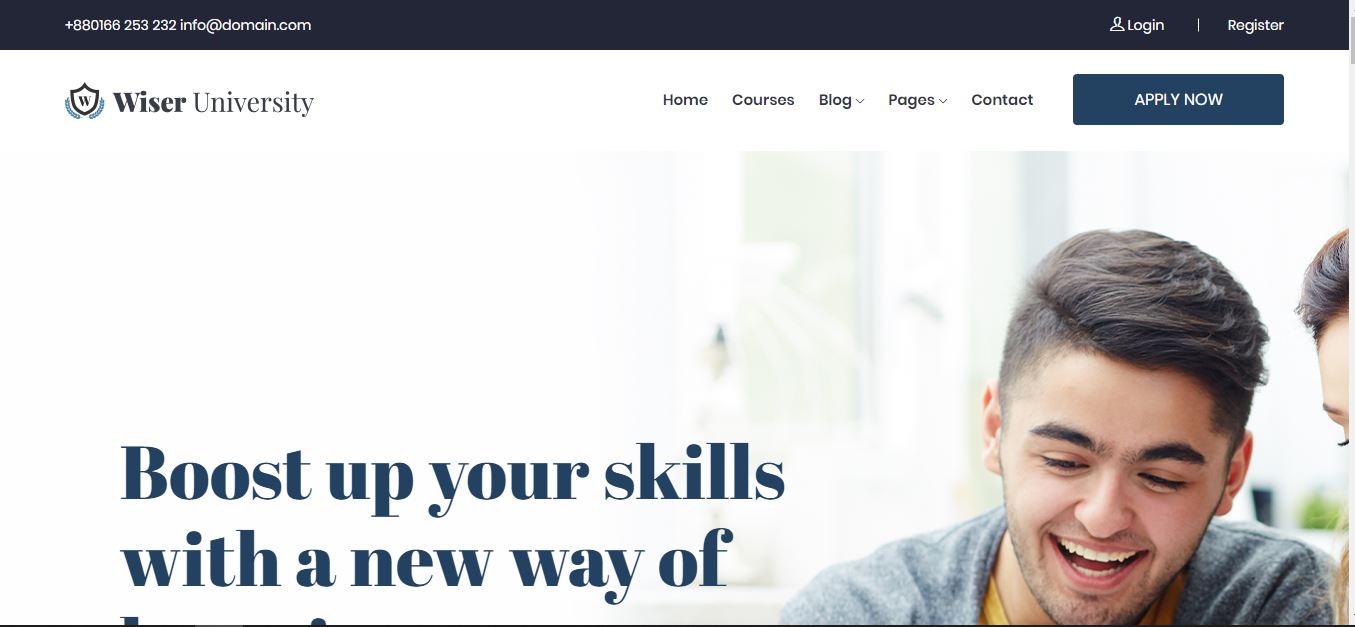 +880166 253 232 info@domain.com
Login | Register
W
Wiser University
Home Courses Blog Pages Contact APPLY NOW
Boost up your skills
with a new way of